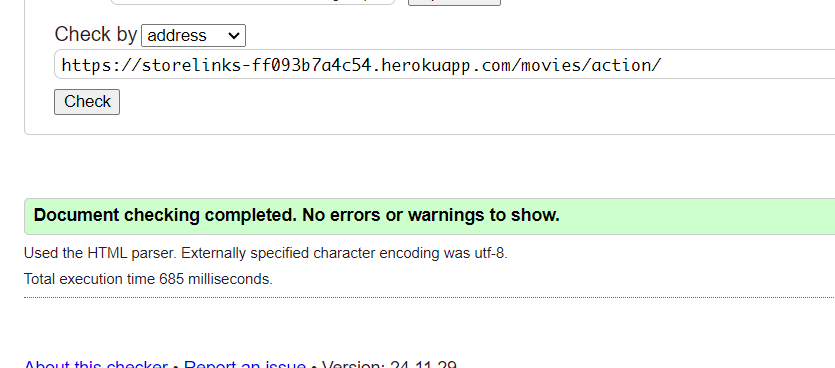 Check by address
https://storelinks-ff093b7a4c54.herokuapp.com/movies/action/
Check
Document checking completed. No errors or warnings to show.
Used the HTML parser. Externally specified character encoding was utf-8.
Total execution time 685 milliseconds.
About this checker • Report an issue • Version: 24.11.29